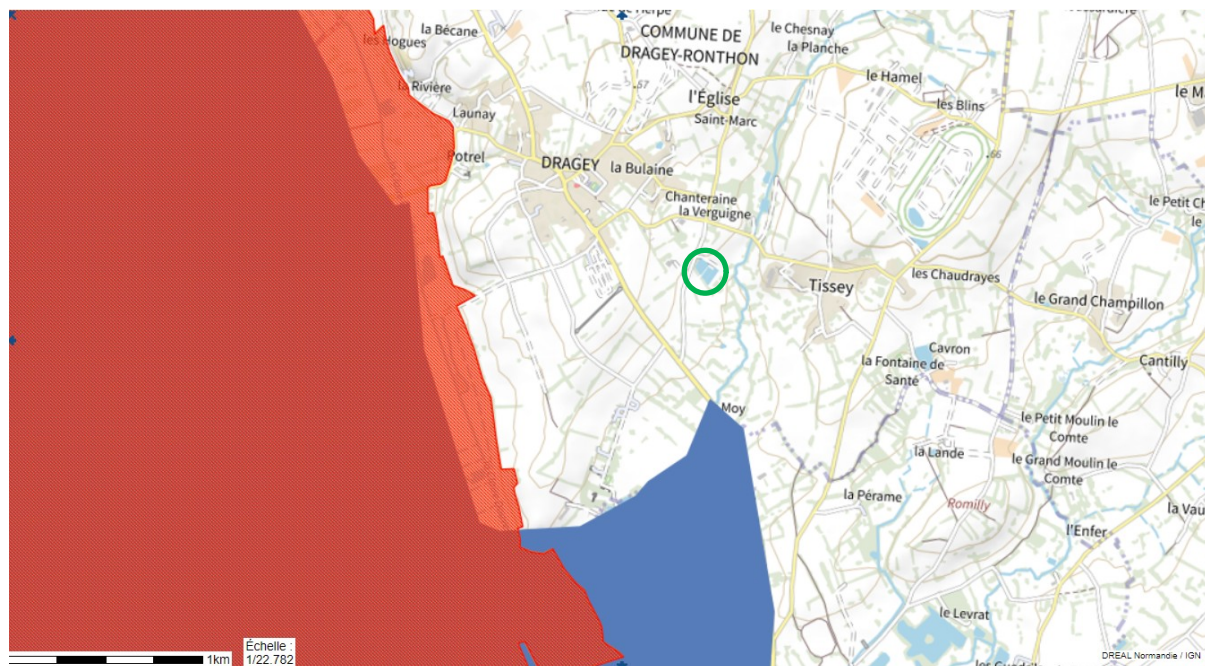 la Bécane
COMMUNE DE
DRAGEY-RONTHON
le Chesnay
la Planche
les Hogues
la Rivière
.57
le Hamel
l'Église
les Blins
Launay
Saint-Marc
Potrel
DRAGEY
la Bulaine
.66
Chanteraine
la Verguigne
le Petit Ch
le
Tissey
les Chaudrayes
le Grand Champillon
Cavron
la Fontaine de
Santé
Cantilly
Moy
le Petit Moulin le
Comte
la Lande
le Grand Moulin le
Comte
la Pérame
Romilly
la Vau
l'Enfer
le Levrat
Échelle :
1/22.782
1km
DREAL Normandie / IGN